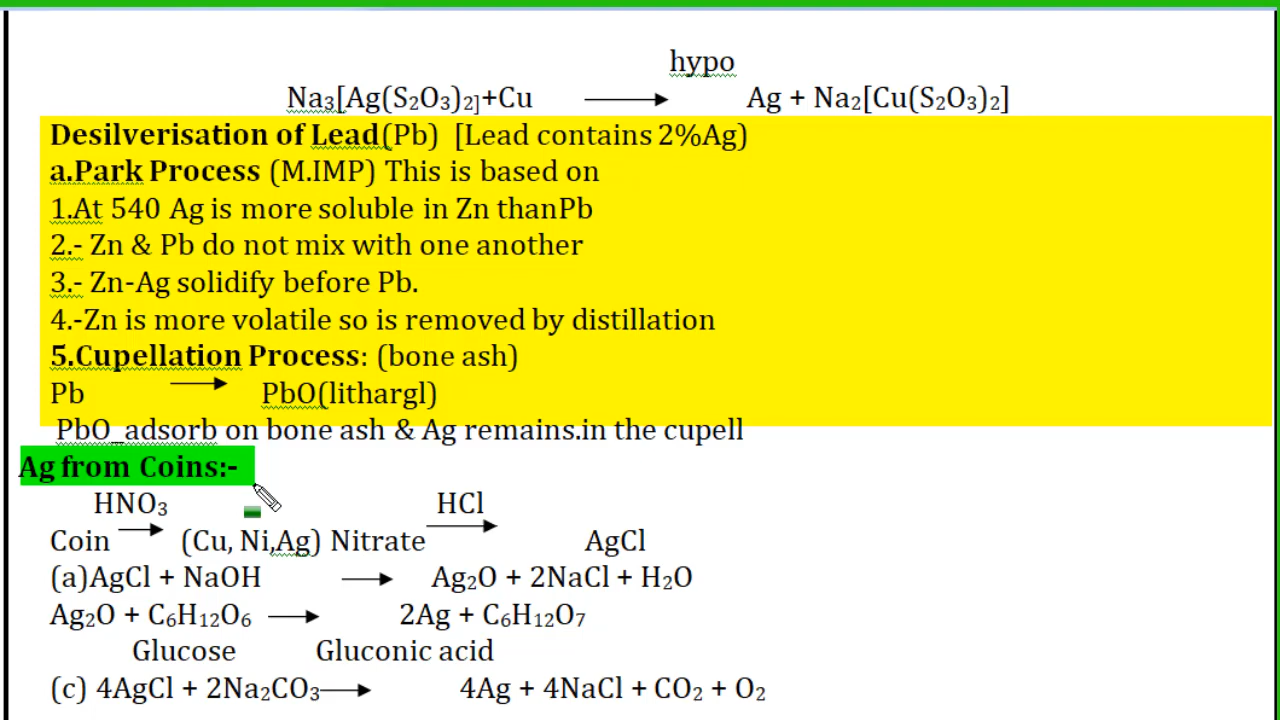 hypo
Na₃[Ag(S₂O₃)₂]+Cu ⟶ Ag + Na₂[Cu(S₂O₃)₂]
Desilverisation of Lead(Pb) [Lead contains 2%Ag)
a.Park Process (M.IMP) This is based on
1.At 540 Ag is more soluble in Zn thanPb
2.- Zn & Pb do not mix with one another
3.- Zn-Ag solidify before Pb.
4.-Zn is more volatile so is removed by distillation
5.Cupellation Process: (bone ash)
Pb ⟶ PbO(lithargl)
PbO_adsorb on bone ash & Ag remains.in the cupell
Ag from Coins:-
HNO₃ HCl
Coin ⟶ (Cu, Ni,Ag) Nitrate ⟶ AgCl
(a)AgCl + NaOH ⟶ Ag₂O + 2NaCl + H₂O
Ag₂O + C₆H₁₂O₆ ⟶ 2Ag + C₆H₁₂O₇
Glucose Gluconic acid
(c) 4AgCl + 2Na₂CO₃⟶ 4Ag + 4NaCl + CO₂ + O₂